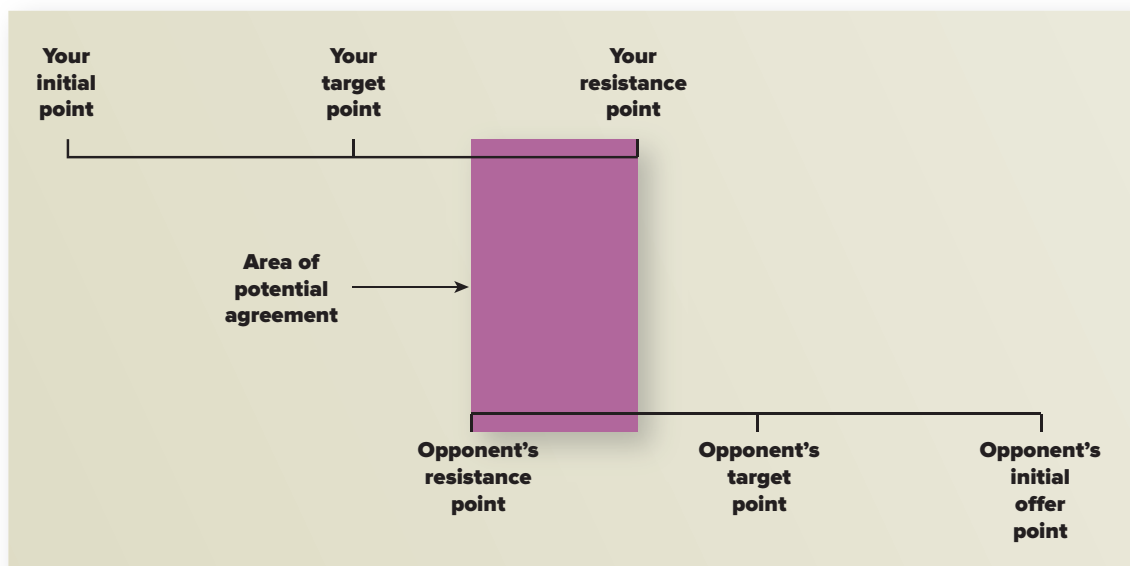 Your
initial
point
Your
target
point
Your
resistance
point
Area of
potential
agreement
Opponent’s
resistance
point
Opponent’s
target
point
Opponent’s
initial
offer
point